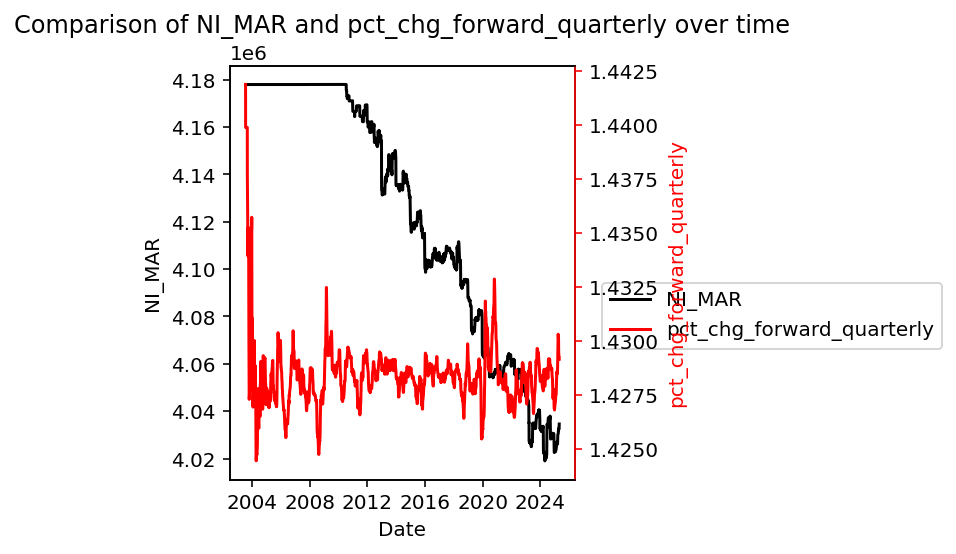 Comparison of NI_MAR and pct_chg_forward_quarterly over time
1e6
4.18
4.16
4.14
4.12
4.10
4.08
4.06
4.04
4.02
NI_MAR
2004 2008 2012 2016 2020 2024
Date
1.4425
1.4400
1.4375
1.4350
1.4325
1.4300
1.4275
1.4250
pct_chg_forward_quarterly
NI_MAR
pct_chg_forward_quarterly